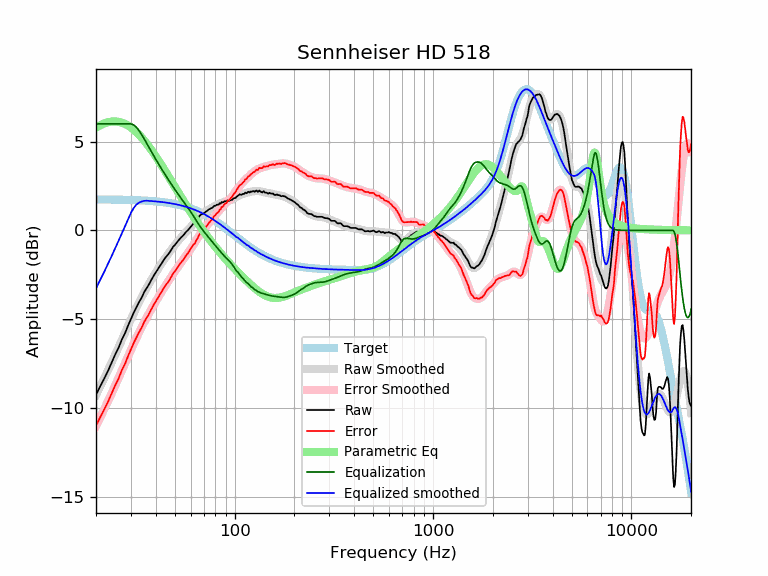 Sennheiser HD 518
Amplitude (dBr)
5
0
−5
−10
−15
Target
Raw Smoothed
Error Smoothed
Raw
Error
Parametric Eq
Equalization
Equalized smoothed
100
1000
10000
Frequency (Hz)